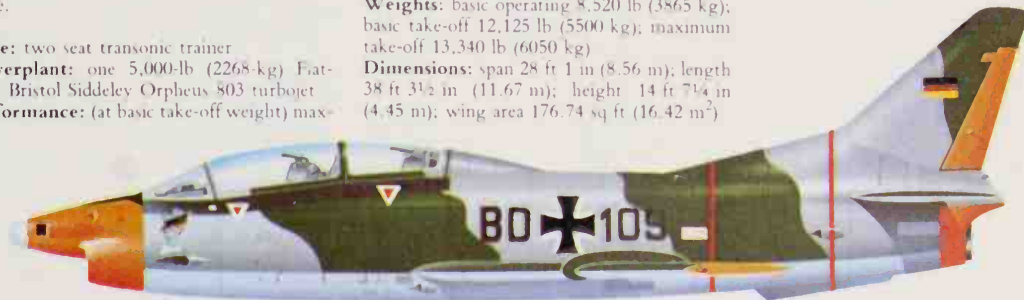 e.
e: two seat transonic trainer
erplant: one 5,000-lb (2268-kg) Fiat-
Bristol Siddeley Orpheus 803 turbojet
formance: (at basic take-off weight) max-
Weights: basic operating 8,520 lb (3865 kg);
basic take-off 12,125 lb (5500 kg); maximum
take-off 13,340 lb (6050 kg)
Dimensions: span 28 ft 1 in (8.56 m); length
38 ft 3½ in (11.67 m); height 14 ft 7¼ in
(4.45 m); wing area 176.74 sq ft (16.42 m²)
BD 109